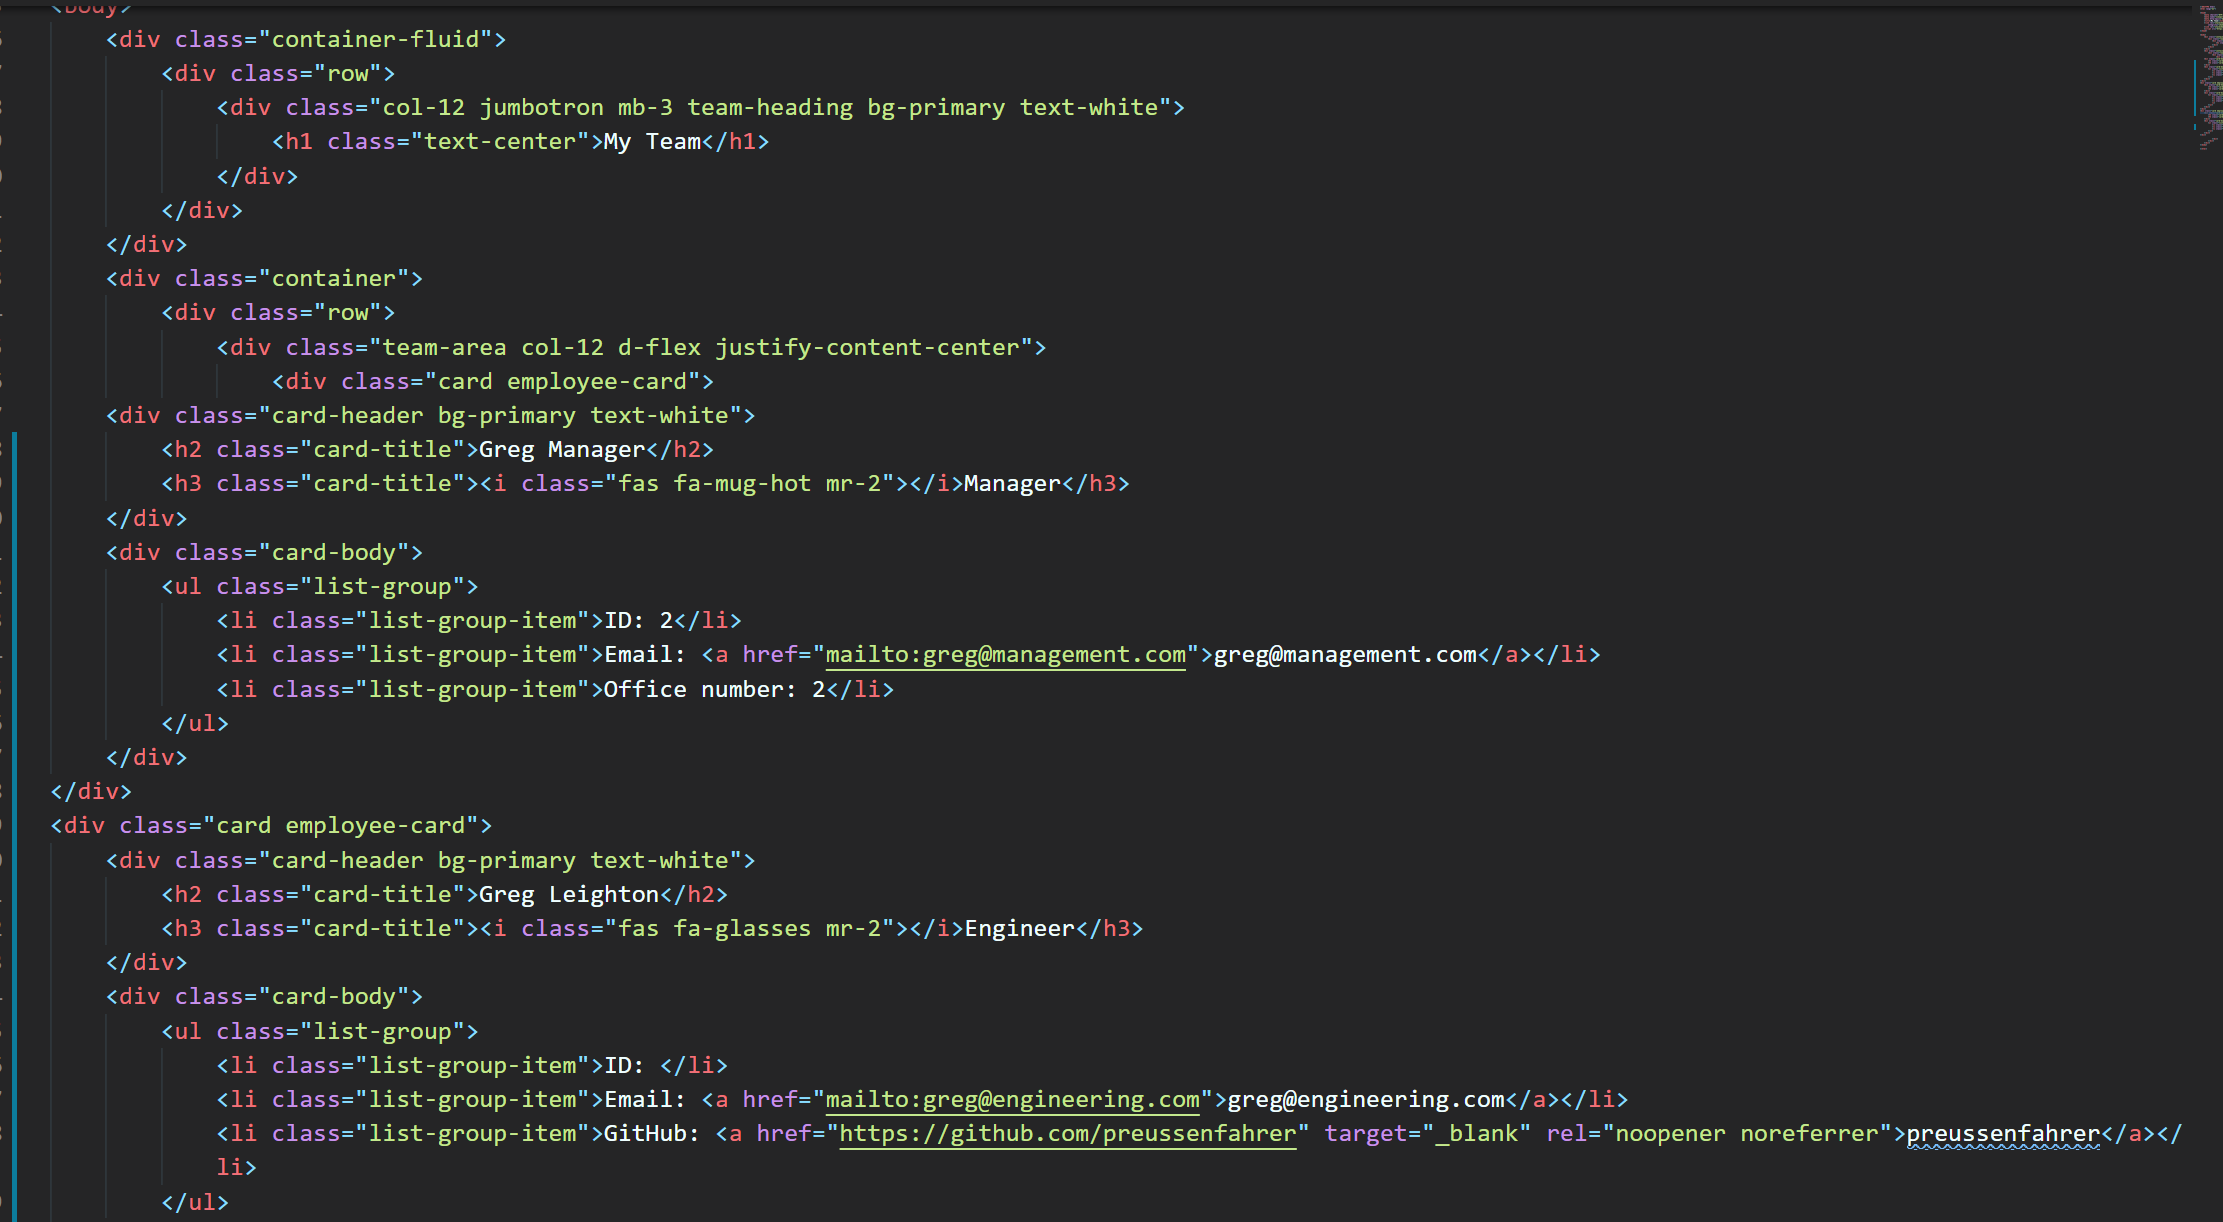 <body>
<div class="container-fluid">
<div class="row">
<div class="col-12 jumbotron mb-3 team-heading bg-primary text-white">
<h1 class="text-center">My Team</h1>
</div>
</div>
</div>
<div class="container">
<div class="row">
<div class="team-area col-12 d-flex justify-content-center">
<div class="card employee-card">
<div class="card-header bg-primary text-white">
<h2 class="card-title">Greg Manager</h2>
<h3 class="card-title"><i class="fas fa-mug-hot mr-2"></i>Manager</h3>
</div>
<div class="card-body">
<ul class="list-group">
<li class="list-group-item">ID: 2</li>
<li class="list-group-item">Email: <a href="mailto:greg@management.com">greg@management.com</a></li>
<li class="list-group-item">Office number: 2</li>
</ul>
</div>
</div>
<div class="card employee-card">
<div class="card-header bg-primary text-white">
<h2 class="card-title">Greg Leighton</h2>
<h3 class="card-title"><i class="fas fa-glasses mr-2"></i>Engineer</h3>
</div>
<div class="card-body">
<ul class="list-group">
<li class="list-group-item">ID: </li>
<li class="list-group-item">Email: <a href="mailto:greg@engineering.com">greg@engineering.com</a></li>
<li class="list-group-item">GitHub: <a href="https://github.com/preussenfahrer" target="_blank" rel="noopener noreferrer">preussenfahrer</a></
li>
</ul>